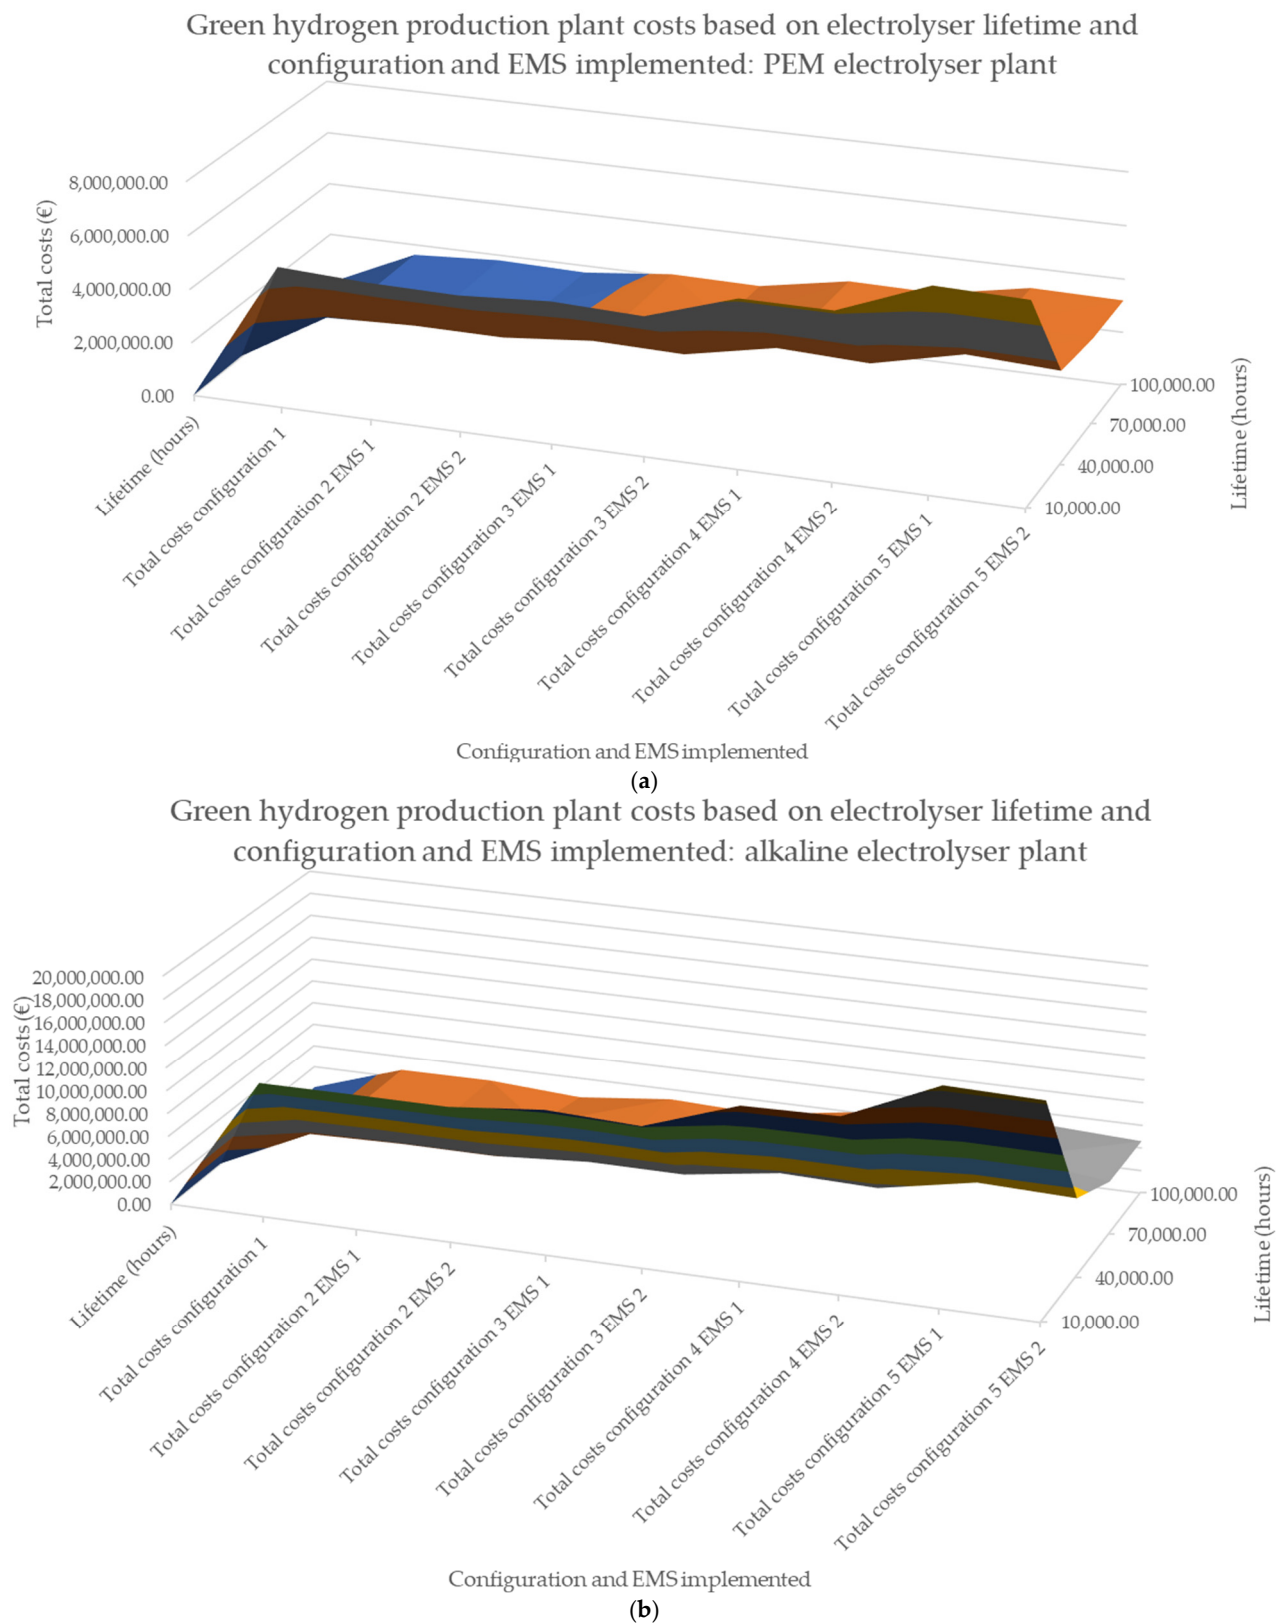 Green hydrogen production plant costs based on electrolyser lifetime and
configuration and EMS implemented: PEM electrolyser plant
8,000,000.00
6,000,000.00
4,000,000.00
2,000,000.00
0.00
Total costs (€)
Lifetime (hours)
Total costs configuration 1
Total costs configuration 2 EMS 1
Total costs configuration 2 EMS 2
Total costs configuration 3 EMS 1
Total costs configuration 3 EMS 2
Total costs configuration 4 EMS 1
Total costs configuration 4 EMS 2
Total costs configuration 5 EMS 1
Total costs configuration 5 EMS 2
100,000.00
70,000.00
40,000.00
10,000.00
Lifetime (hours)
Configuration and EMS implemented
(a)
Green hydrogen production plant costs based on electrolyser lifetime and
configuration and EMS implemented: alkaline electrolyser plant
20,000,000.00
18,000,000.00
16,000,000.00
14,000,000.00
12,000,000.00
10,000,000.00
8,000,000.00
6,000,000.00
4,000,000.00
2,000,000.00
0.00
Total costs (€)
Lifetime (hours)
Total costs configuration 1
Total costs configuration 2 EMS 1
Total costs configuration 2 EMS 2
Total costs configuration 3 EMS 1
Total costs configuration 3 EMS 2
Total costs configuration 4 EMS 1
Total costs configuration 4 EMS 2
Total costs configuration 5 EMS 1
Total costs configuration 5 EMS 2
100,000.00
70,000.00
40,000.00
10,000.00
Lifetime (hours)
Configuration and EMS implemented
(b)